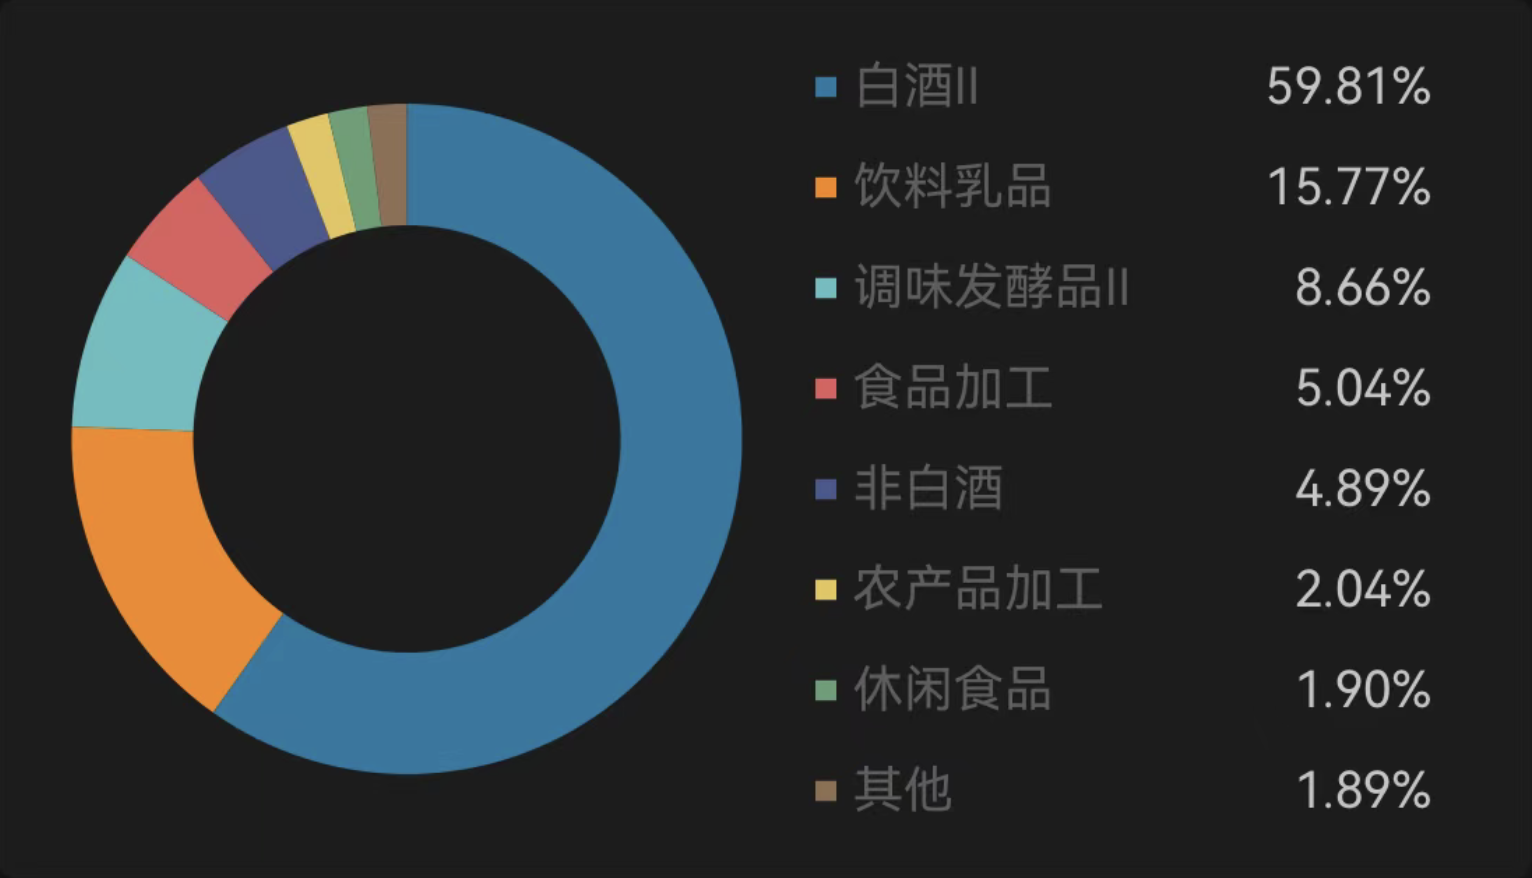 白酒II 59.81%
饮料乳品 15.77%
调味发酵品II 8.66%
食品加工 5.04%
非白酒 4.89%
农产品加工 2.04%
休闲食品 1.90%
其他 1.89%